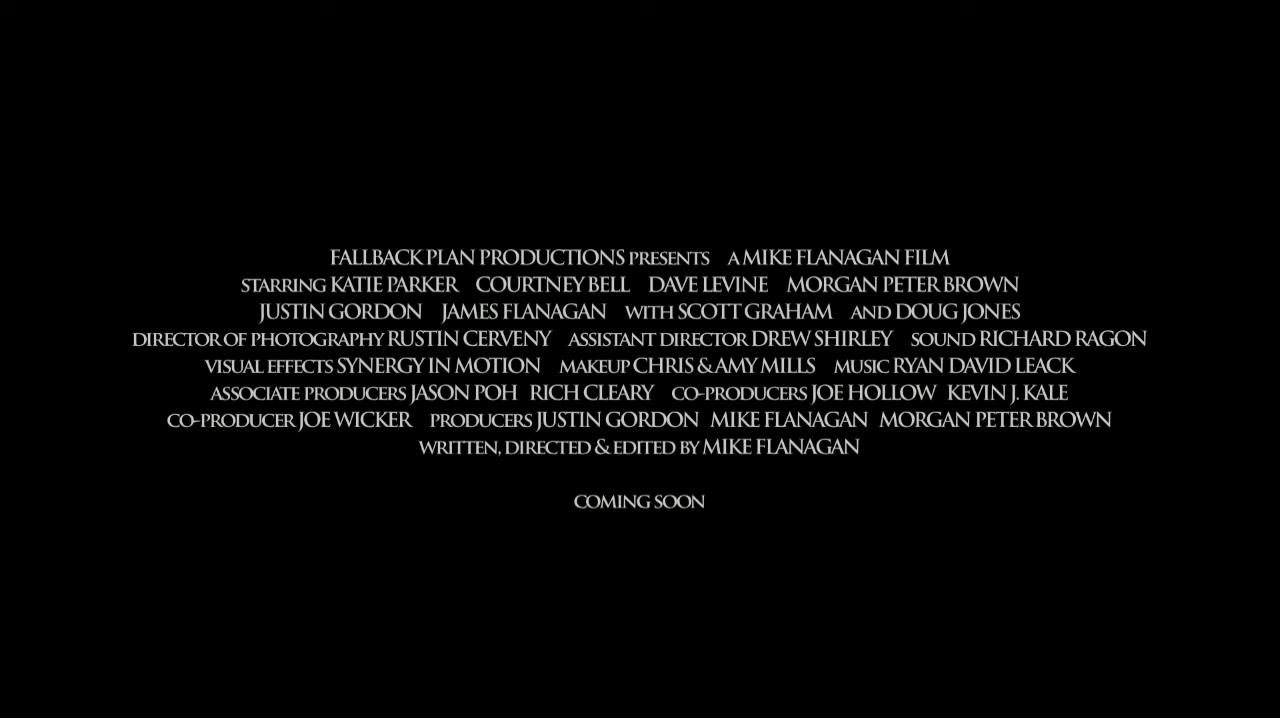 FALLBACK PLAN PRODUCTIONS PRESENTS A MIKE FLANAGAN FILM
STARRING KATIE PARKER COURTNEY BELL DAVE LEVINE MORGAN PETER BROWN
JUSTIN GORDON JAMES FLANAGAN WITH SCOTT GRAHAM AND DOUG JONES
DIRECTOR OF PHOTOGRAPHY RUSTIN CERVENY ASSISTANT DIRECTOR DREW SHIRLEY SOUND RICHARD RAGON
VISUAL EFFECTS SYNERGY IN MOTION MAKEUP CHRIS & AMY MILLS MUSIC RYAN DAVID LEACK
ASSOCIATE PRODUCERS JASON POH RICH CLEARY CO-PRODUCERS JOE HOLLOW KEVIN J. KALE
CO-PRODUCER JOE WICKER PRODUCERS JUSTIN GORDON MIKE FLANAGAN MORGAN PETER BROWN
WRITTEN, DIRECTED & EDITED BY MIKE FLANAGAN
COMING SOON